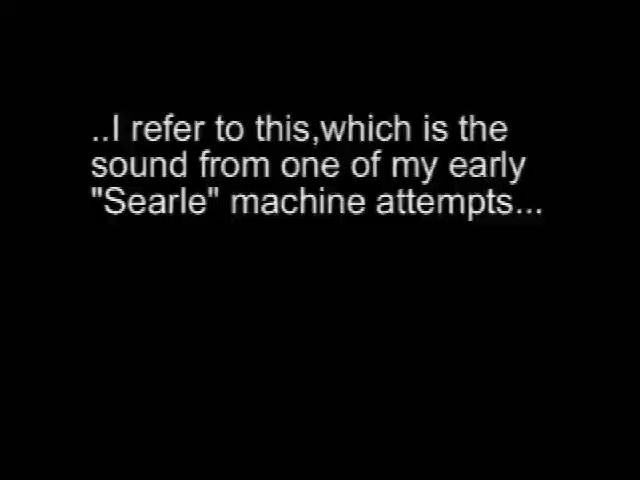 ..I refer to this,which is the
sound from one of my early
"Searle" machine attempts...